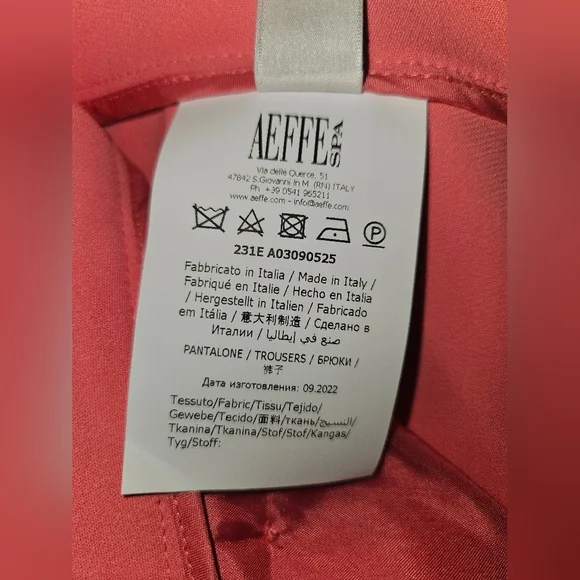 AEFFE SPA
Via delle Querce, 51
47842 S.Giovanni In M. (RN) ITALY
Ph. +39 0541 965211
www.aeffe.com - info@aeffe.com
P
231E A03090525
Fabbricato in Italia / Made in Italy /
Fabriqué en Italie / Hecho en Italia
/ Hergestellt in Italien / Fabricado
em Itália / 意大利制造 / Сделано в
Италии / صنع في إيطاليا
PANTALONE / TROUSERS / БРЮКИ /
裤子
Дата изготовления: 09.2022
Tessuto/Fabric/Tissu/Tejido/
Gewebe/Tecido/面料/ткань/النسيج/
Tkanina/Tkanina/Stof/Stof/Kangas/
Tyg/Stoff: